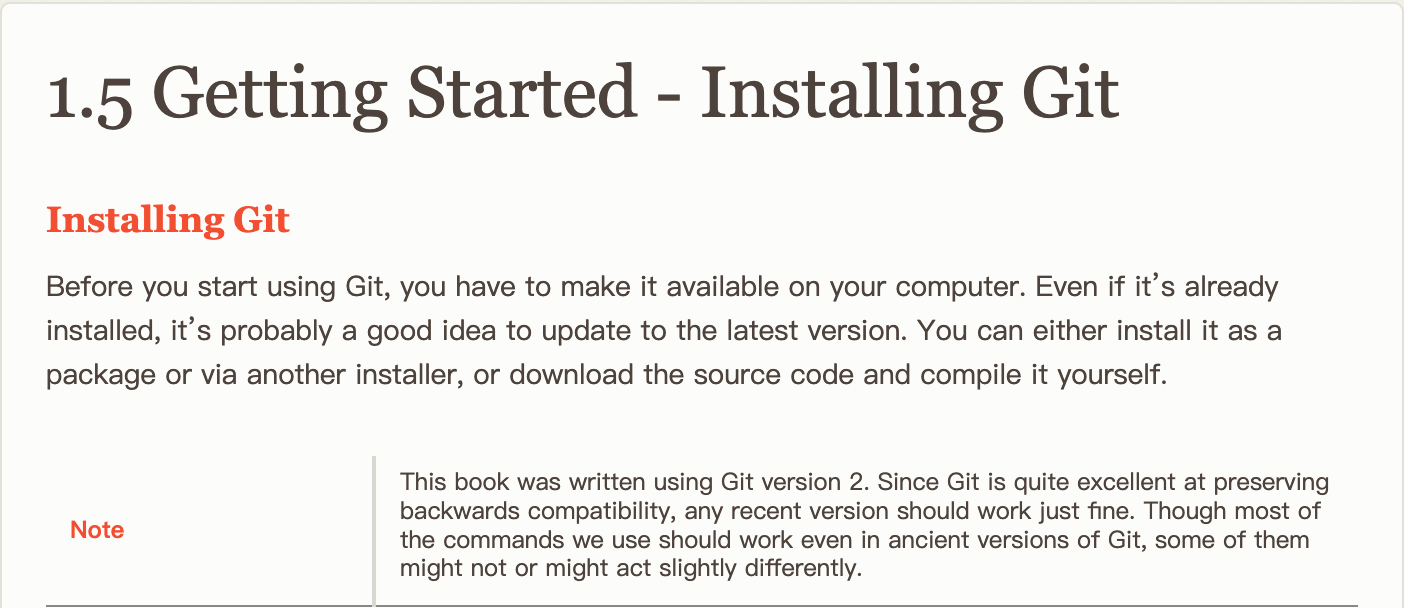 1.5 Getting Started - Installing Git
Installing Git
Before you start using Git, you have to make it available on your computer. Even if it’s already
installed, it’s probably a good idea to update to the latest version. You can either install it as a
package or via another installer, or download the source code and compile it yourself.
Note
This book was written using Git version 2. Since Git is quite excellent at preserving
backwards compatibility, any recent version should work just fine. Though most of
the commands we use should work even in ancient versions of Git, some of them
might not or might act slightly differently.